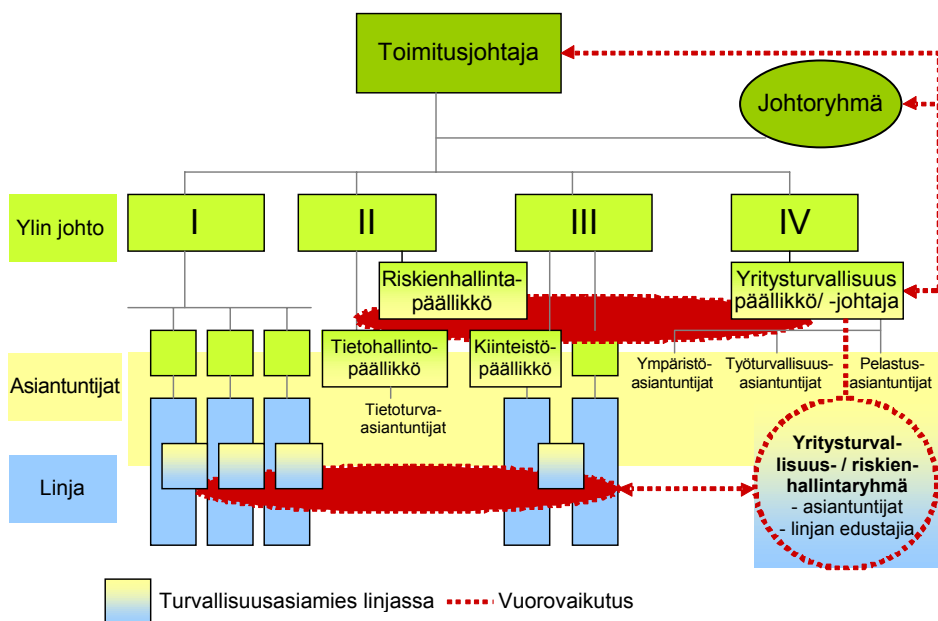 Toimitusjohtaja
Johtoryhmä
Ylin johto
I
II
III
IV
Riskienhallinta-
päällikkö
Yritysturvallisuus
päällikkö/ -johtaja
Asiantuntijat
Tietohallinto-
päällikkö
Kiinteistö-
päällikkö
Ympäristö-
asiantuntijat
Työturvallisuus-
asiantuntijat
Pelastus-
asiantuntijat
Tietoturva-
asiantuntijat
Linja
Yritysturval-
lisuus- / riskien-
hallintaryhmä
- asiantuntijat
- linjan edustajia
Turvallisuusasiamies linjassa
Vuorovaikutus